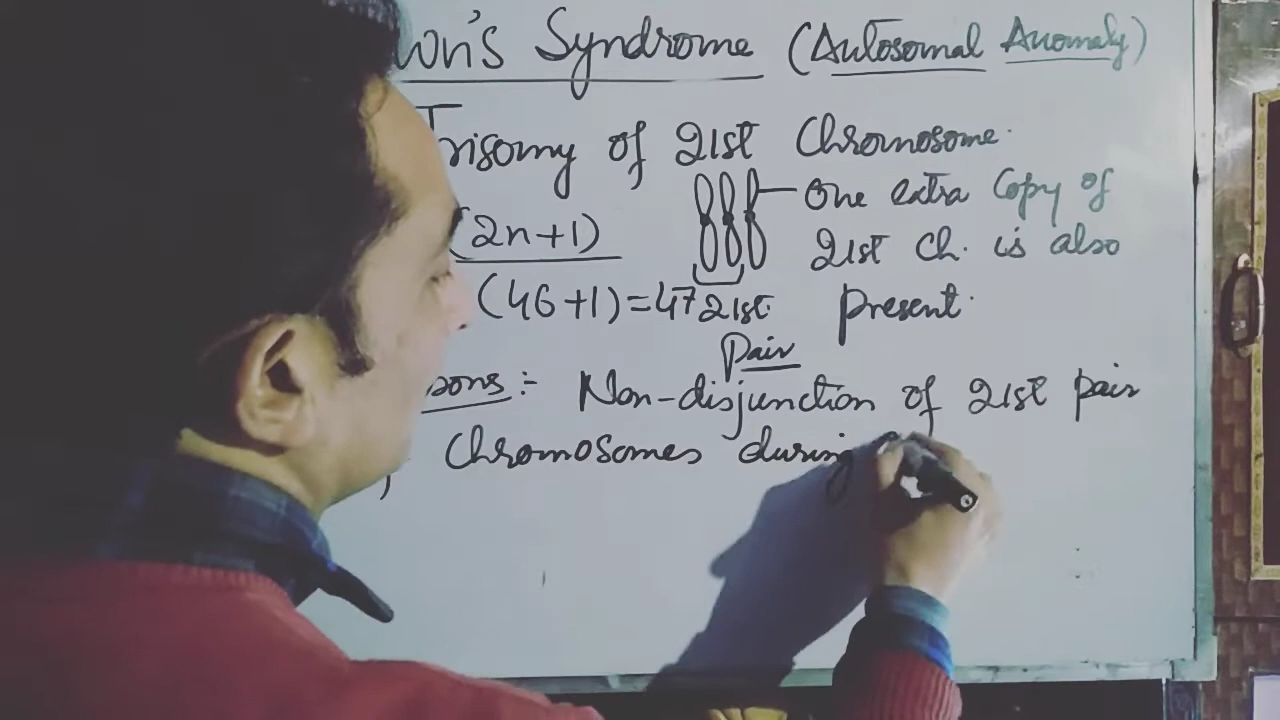 wn's Syndrome (Autosomal Anomaly)
Trisomy of 21st Chromosome.
(2n+1)
One extra Copy of
21st Ch. is also
present.
(46+1)=47
21st.
Pair
sons:- Non-disjunction of 21st pair
Chromosomes during